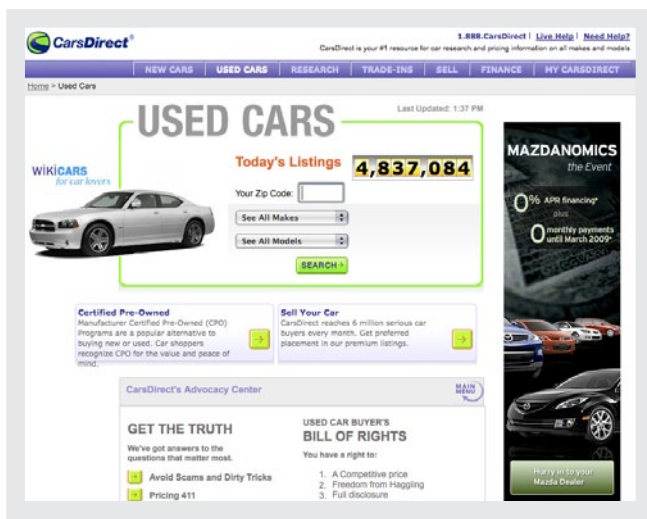 CarsDirect®
1.888.CarsDirect | Live Help | Need Help?
CarsDirect is your #1 resource for car research and pricing information on all makes and models
NEW CARS USED CARS RESEARCH TRADE-INS SELL FINANCE MY CARSDIRECT
Home > Used Cars
USED CARS
Last Updated: 1:37 PM
WiKiCARS
for car lovers
Today's Listings 4,837,084
Your Zip Code:
See All Makes
See All Models
SEARCH
Certified Pre-Owned
Manufacturer Certified Pre-Owned (CPO)
Programs are a popular alternative to
buying new or used. Car shoppers
recognize CPO for the value and peace of
mind.
Sell Your Car
CarsDirect reaches 6 million serious car
buyers every month. Get preferred
placement in our premium listings.
CarsDirect's Advocacy Center
MAIN
MENU
GET THE TRUTH
We've got answers to the
questions that matter most.
Avoid Scams and Dirty Tricks
Pricing 411
USED CAR BUYER'S
BILL OF RIGHTS
You have a right to:
1. A Competitive price
2. Freedom from Haggling
3. Full disclosure
MAZDANOMICS
the Event
0% APR financing*
plus
0 monthly payments
until March 2009*
Hurry in to your
Mazda Dealer